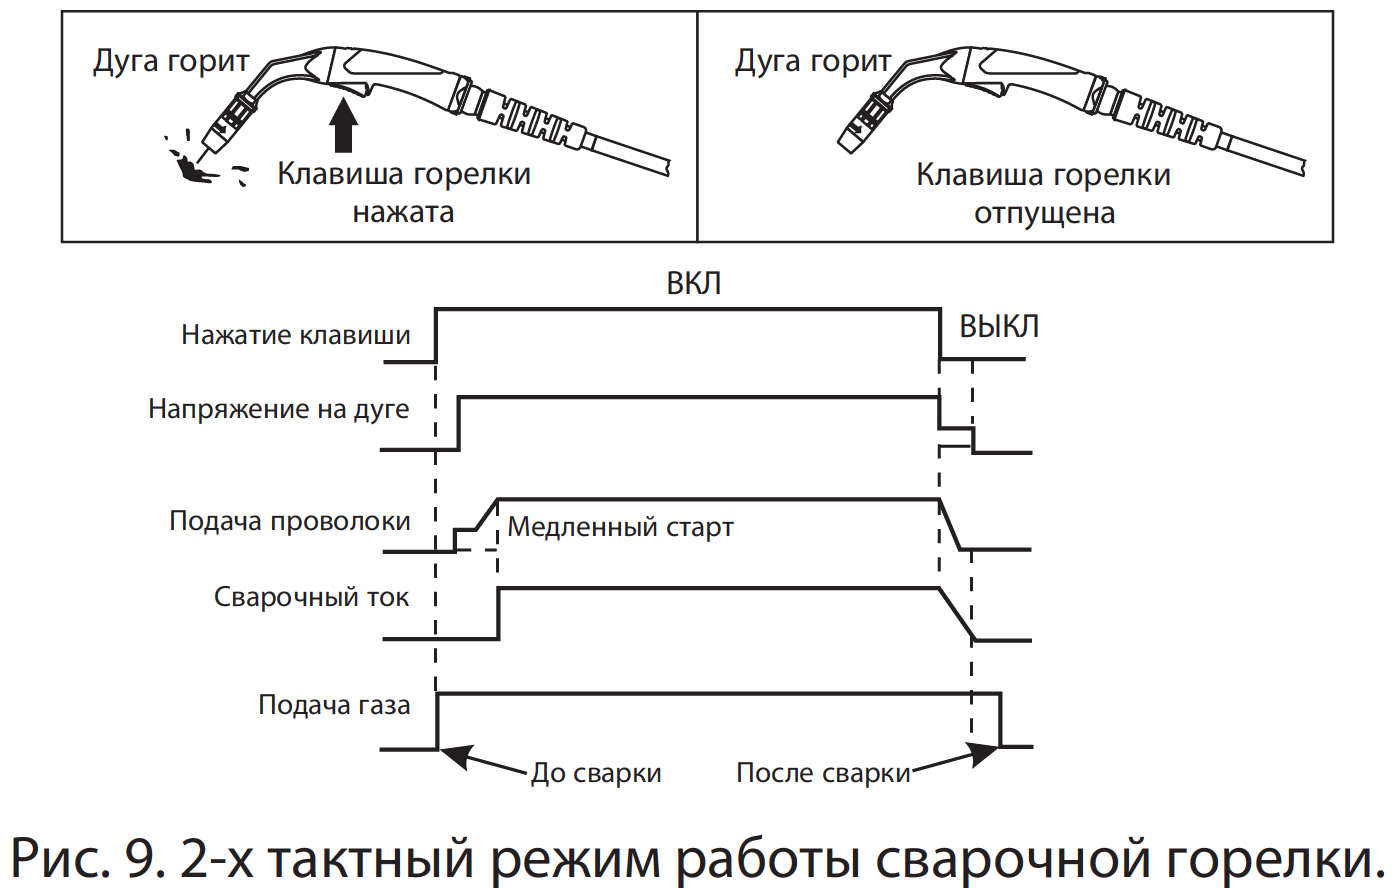 Дуга горит
Клавиша горелки
нажата
Дуга горит
Клавиша горелки
отпущена
ВКЛ
ВЫКЛ
Нажатие клавиши
Напряжение на дуге
Подача проволоки
Медленный старт
Сварочный ток
Подача газа
До сварки
После сварки
Рис. 9. 2-х тактный режим работы сварочной горелки.